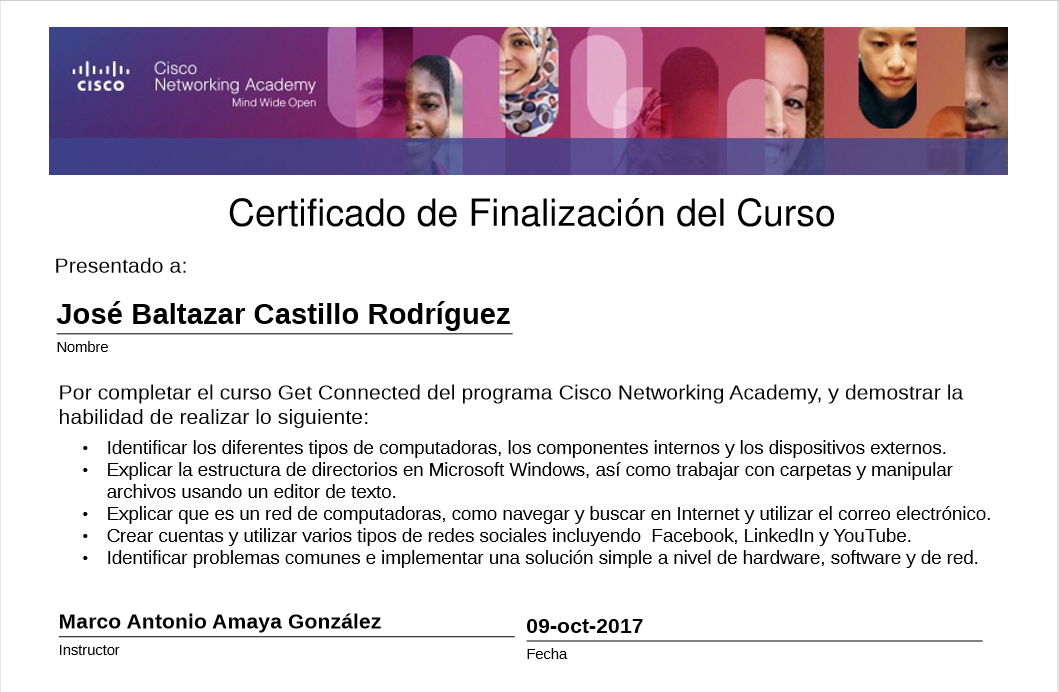 CISCO
Cisco
Networking Academy
Mind Wide Open
Certificado de Finalización del Curso
Presentado a:
José Baltazar Castillo Rodríguez
Nombre
Por completar el curso Get Connected del programa Cisco Networking Academy, y demostrar la
habilidad de realizar lo siguiente:
• Identificar los diferentes tipos de computadoras, los componentes internos y los dispositivos externos.
• Explicar la estructura de directorios en Microsoft Windows, así como trabajar con carpetas y manipular
archivos usando un editor de texto.
• Explicar que es un red de computadoras, como navegar y buscar en Internet y utilizar el correo electrónico.
• Crear cuentas y utilizar varios tipos de redes sociales incluyendo  Facebook, LinkedIn y YouTube.
• Identificar problemas comunes e implementar una solución simple a nivel de hardware, software y de red.
Marco Antonio Amaya González
Instructor
09-oct-2017
Fecha